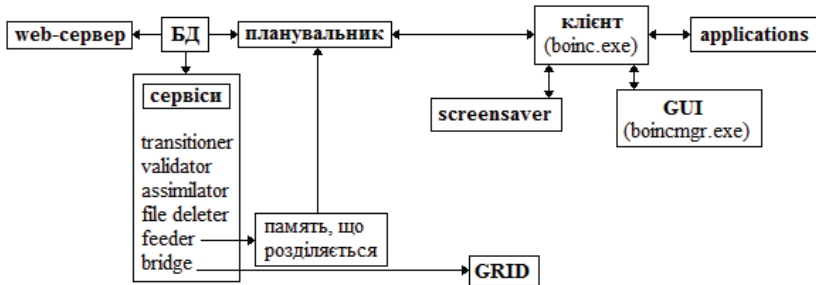 web-сервер
БД
планувальник
клієнт
(boinc.exe)
applications
screensaver
GUI
(boincmgr.exe)
сервіси
transitioner
validator
assimilator
file deleter
feeder
bridge
память, що
розділяється
GRID